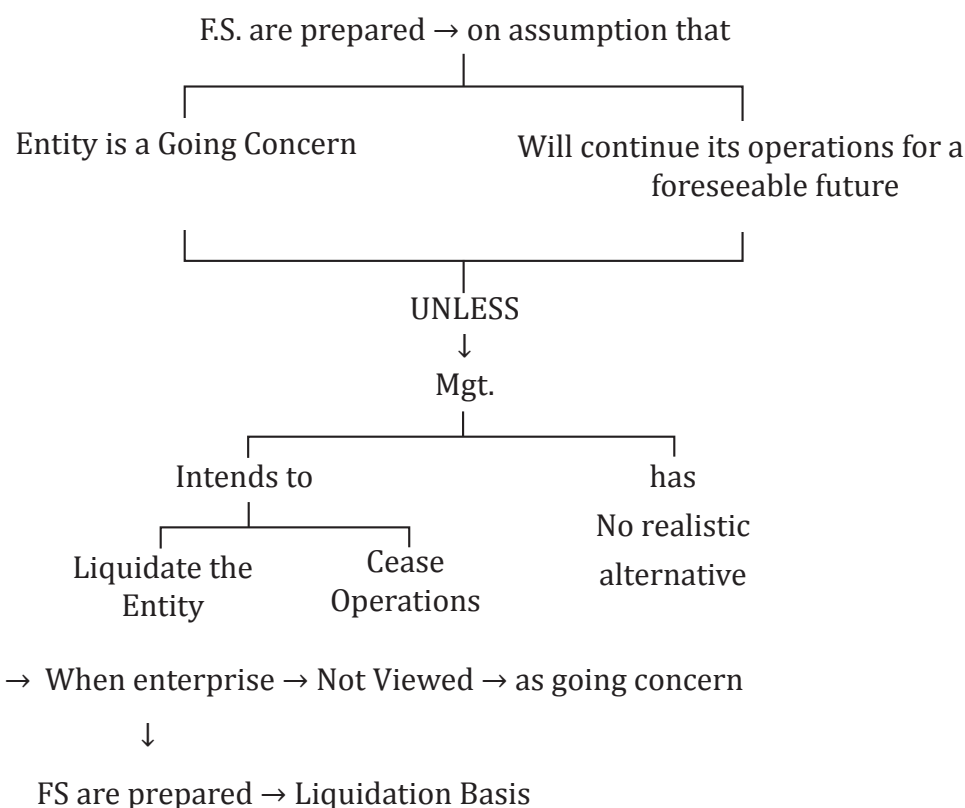 F.S. are prepared → on assumption that
Entity is a Going Concern
Will continue its operations for a
foreseeable future
UNLESS
↓
Mgt.
Intends to
has
No realistic
alternative
Liquidate the
Entity
Cease
Operations
→ When enterprise → Not Viewed → as going concern
↓
FS are prepared → Liquidation Basis